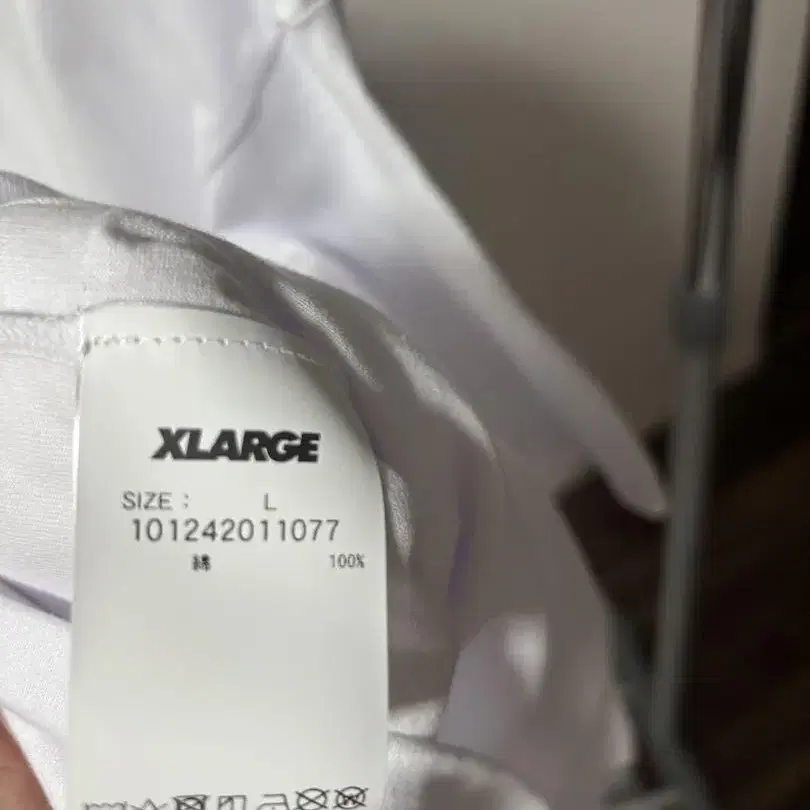 XLARGE
SIZE : L
101242011077
綿 100%